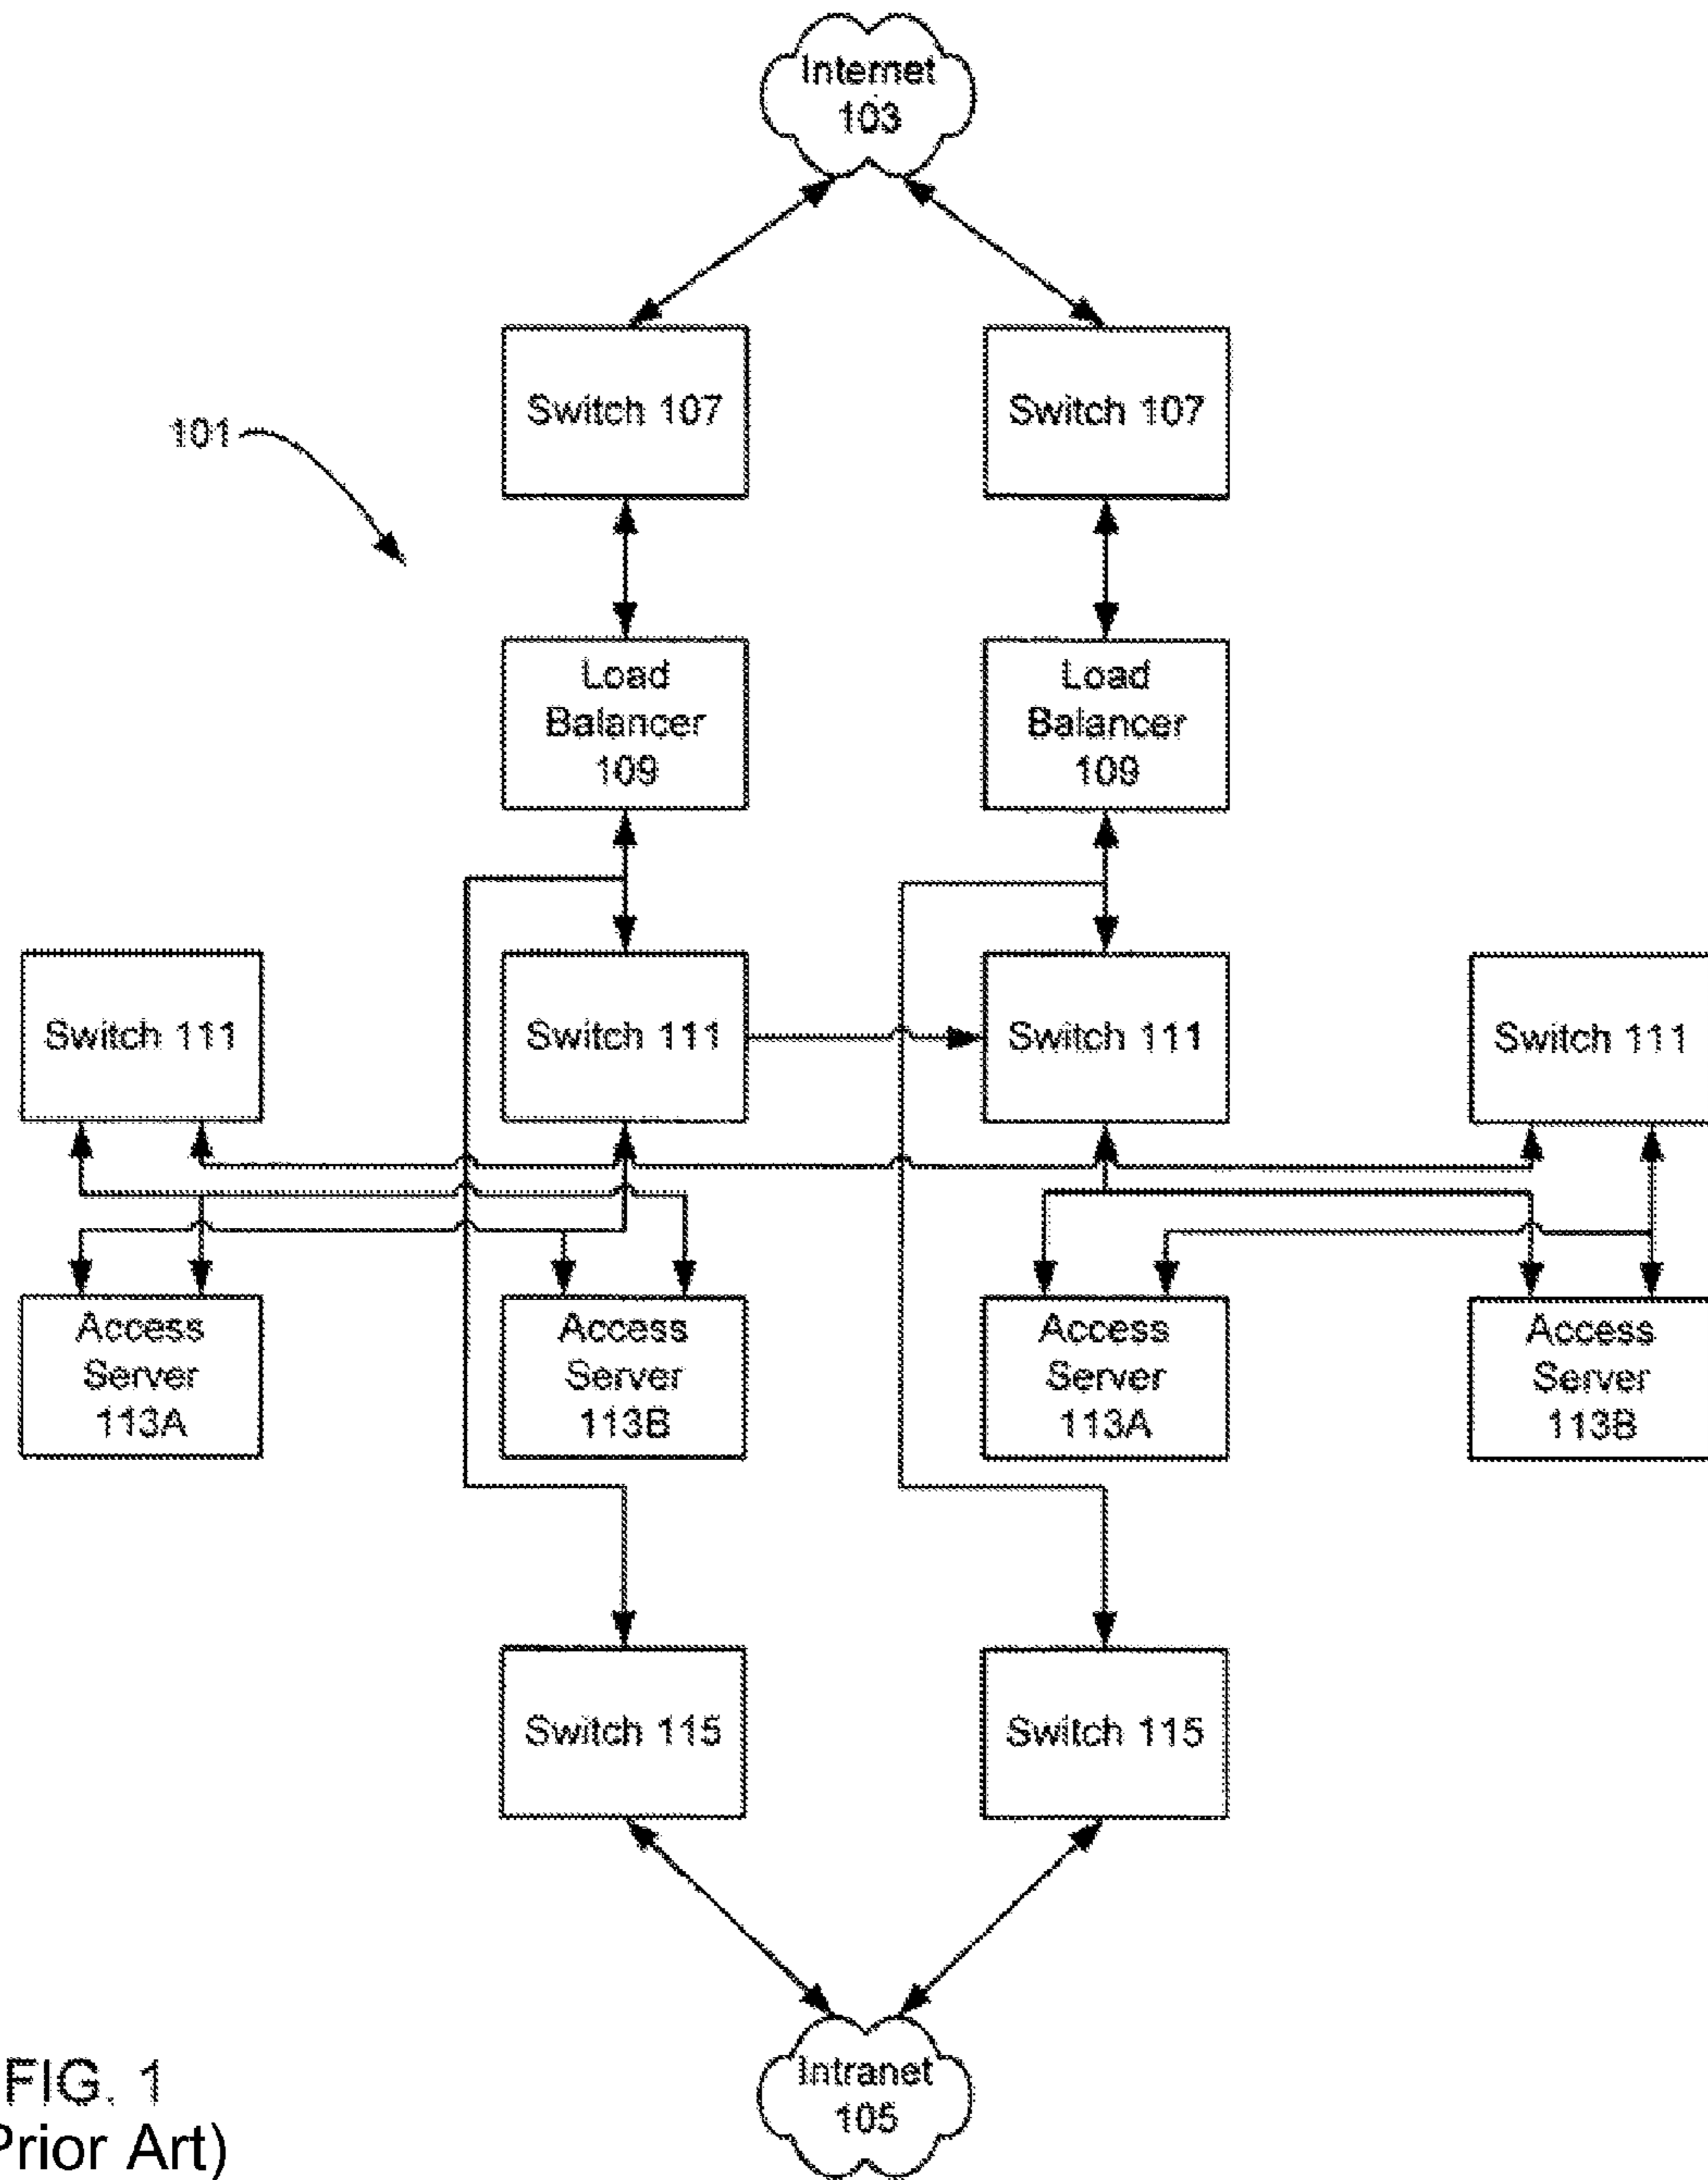 Internet
103
Switch 107
Switch 107
101
Load
Balancer
109
Load
Balancer
109
Switch 111
Switch 111
Switch 111
Switch 111
Access
Server
113A
Access
Server
113B
Access
Server
113A
Access
Server
113B
Switch 115
Switch 115
Intranet
105
FIG. 1
Prior Art)